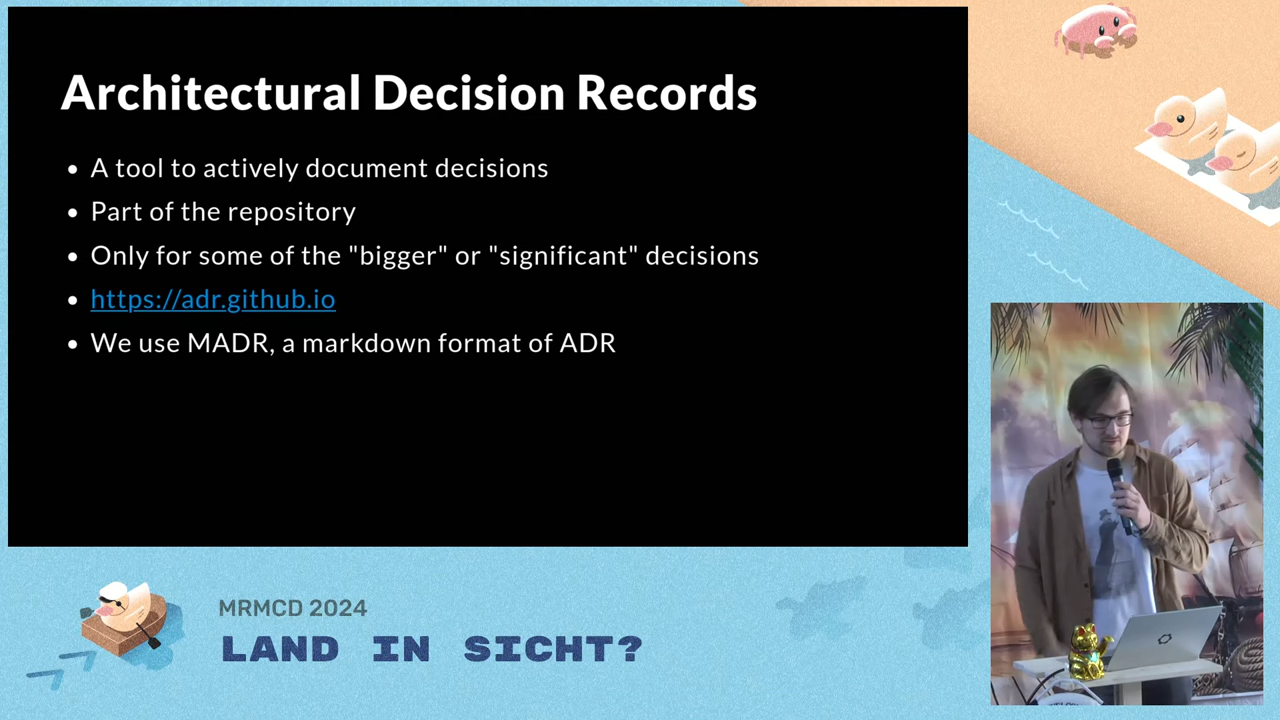 Architectural Decision Records
• A tool to actively document decisions
• Part of the repository
• Only for some of the "bigger" or "significant" decisions
• https://adr.github.io
• We use MADR, a markdown format of ADR
MRMCD 2024
LAND IN SICHT?